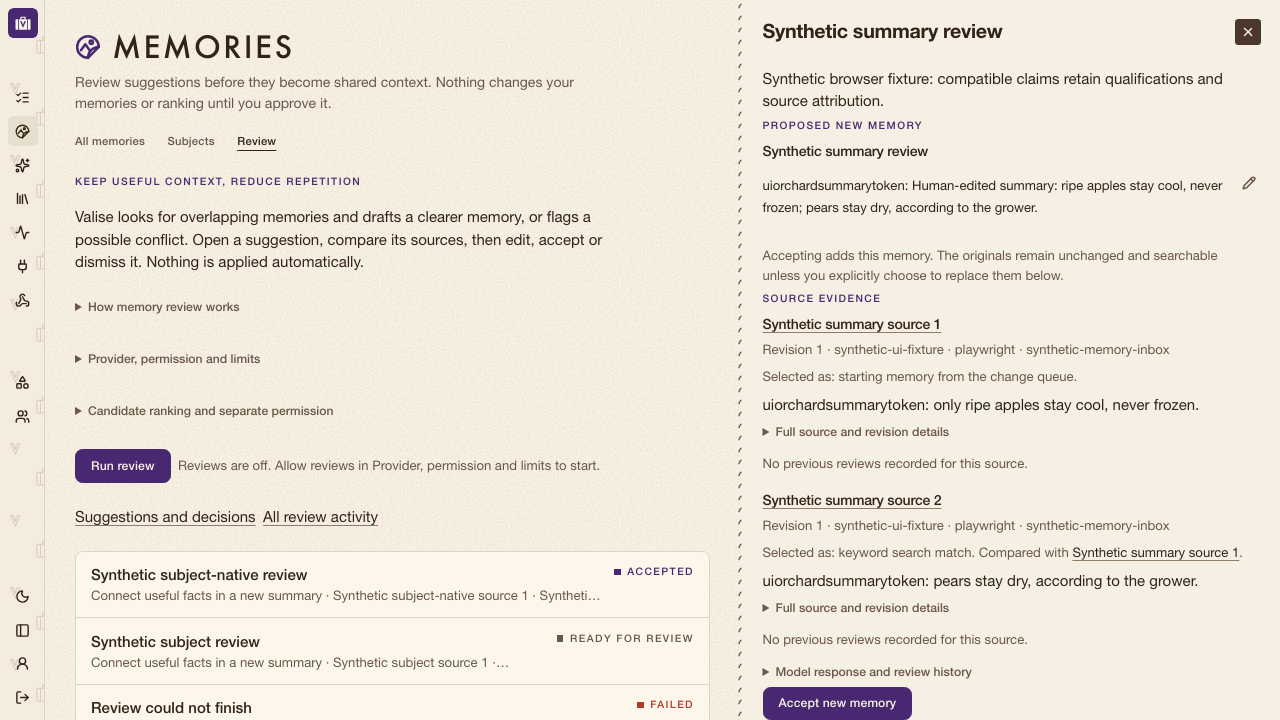 MEMORIES
Review suggestions before they become shared context. Nothing changes your
memories or ranking until you approve it.
All memories Subjects Review
KEEP USEFUL CONTEXT, REDUCE REPETITION
Valise looks for overlapping memories and drafts a clearer memory, or flags a
possible conflict. Open a suggestion, compare its sources, then edit, accept or
dismiss it. Nothing is applied automatically.
How memory review works
Provider, permission and limits
Candidate ranking and separate permission
Run review Reviews are off. Allow reviews in Provider, permission and limits to start.
Suggestions and decisions All review activity
Synthetic subject-native review ACCEPTED
Connect useful facts in a new summary · Synthetic subject-native source 1 · Syntheti…
Synthetic subject review READY FOR REVIEW
Connect useful facts in a new summary · Synthetic subject source 1 ·…
Review could not finish FAILED
Synthetic summary review
Synthetic browser fixture: compatible claims retain qualifications and
source attribution.
PROPOSED NEW MEMORY
Synthetic summary review
uiorchardsummarytoken: Human-edited summary: ripe apples stay cool, never
frozen; pears stay dry, according to the grower.
Accepting adds this memory. The originals remain unchanged and searchable
unless you explicitly choose to replace them below.
SOURCE EVIDENCE
Synthetic summary source 1
Revision 1 · synthetic-ui-fixture · playwright · synthetic-memory-inbox
Selected as: starting memory from the change queue.
uiorchardsummarytoken: only ripe apples stay cool, never frozen.
Full source and revision details
No previous reviews recorded for this source.
Synthetic summary source 2
Revision 1 · synthetic-ui-fixture · playwright · synthetic-memory-inbox
Selected as: keyword search match. Compared with Synthetic summary source 1.
uiorchardsummarytoken: pears stay dry, according to the grower.
Full source and revision details
No previous reviews recorded for this source.
Model response and review history
Accept new memory